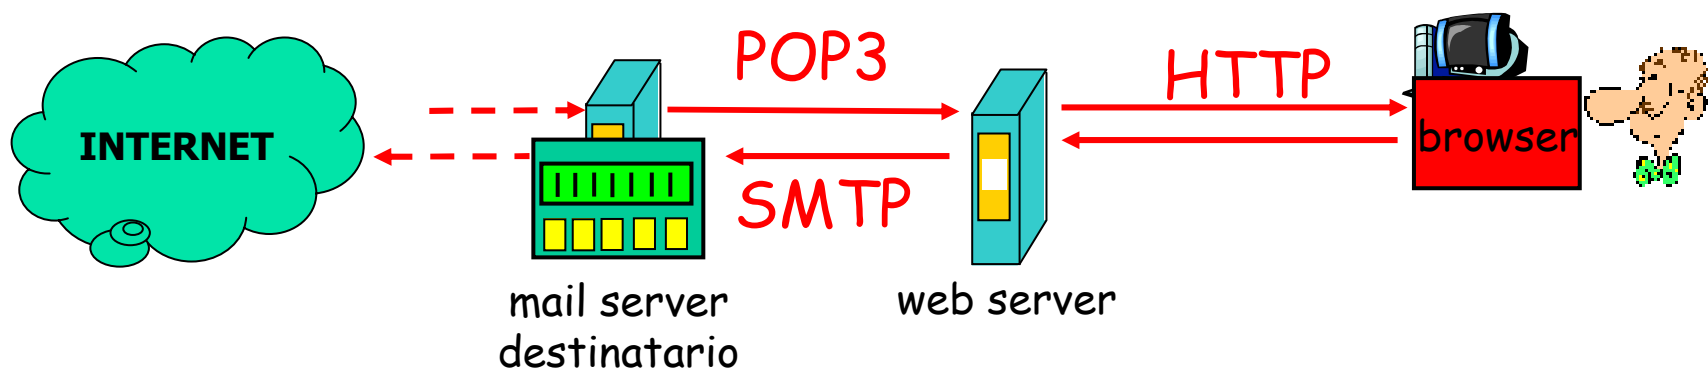 POP3
HTTP
INTERNET
browser
SMTP
mail server
destinatario
web server